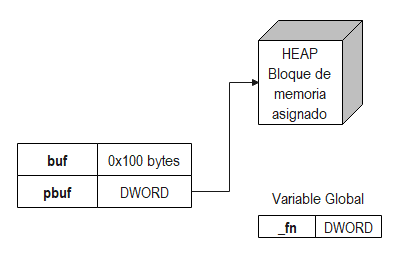 HEAP
Bloque de
memoria
asignado
buf 0x100 bytes
pbuf DWORD
Variable Global
_fn DWORD